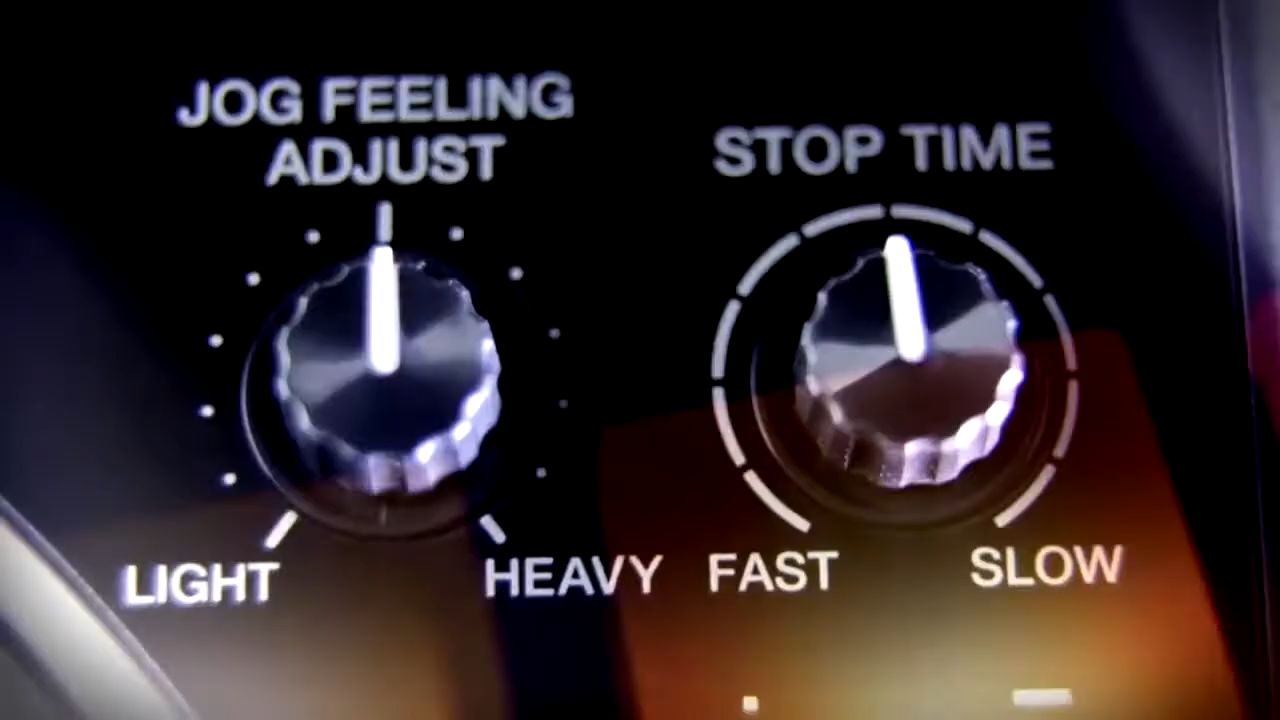 JOG FEELING
ADJUST
STOP TIME
LIGHT
HEAVY
FAST
SLOW